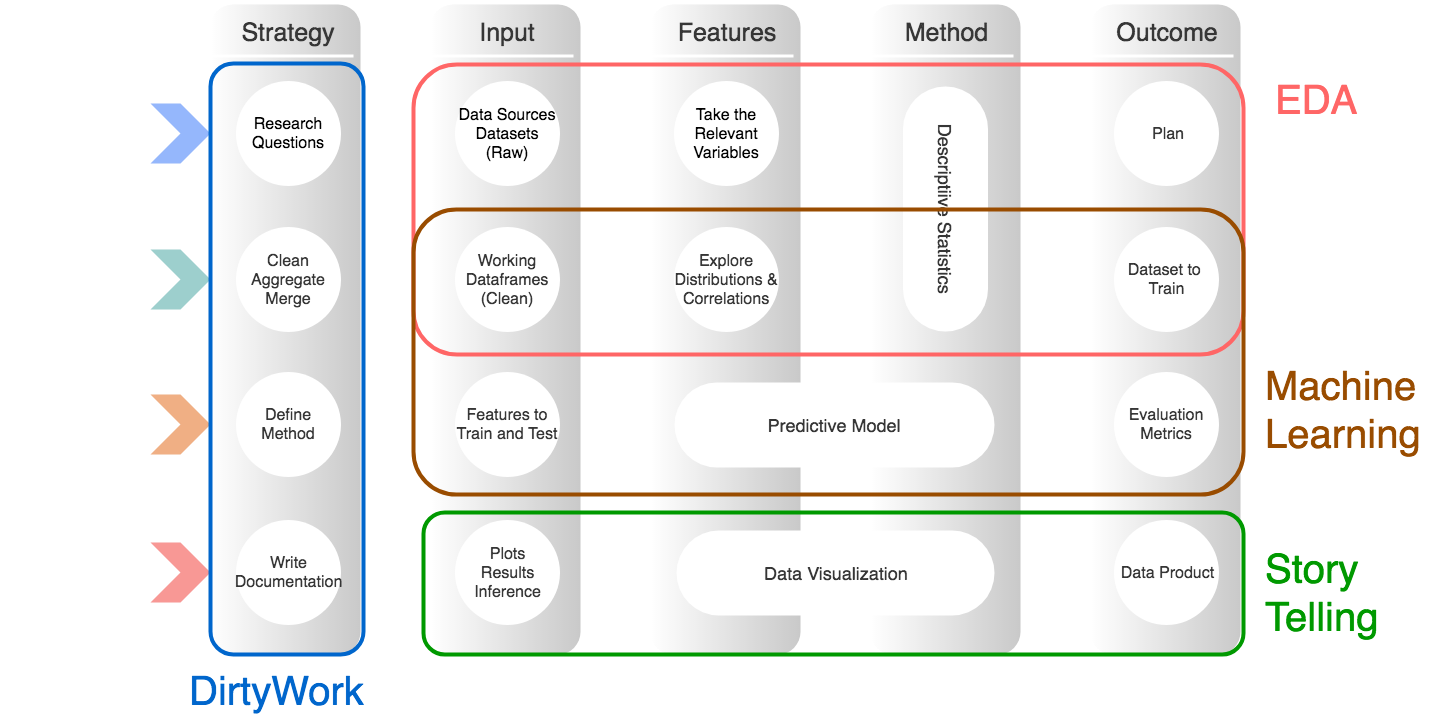 Strategy
Input
Features
Method
Outcome
Research
Questions
Data Sources
Datasets
(Raw)
Take the
Relevant
Variables
Descriptiive Statistics
Plan
EDA
Clean
Aggregate
Merge
Working
Dataframes
(Clean)
Explore
Distributions &
Correlations
Dataset to
Train
Define
Method
Features to
Train and Test
Predictive Model
Evaluation
Metrics
Machine
Learning
Write
Documentation
Plots
Results
Inference
Data Visualization
Data Product
Story
Telling
DirtyWork